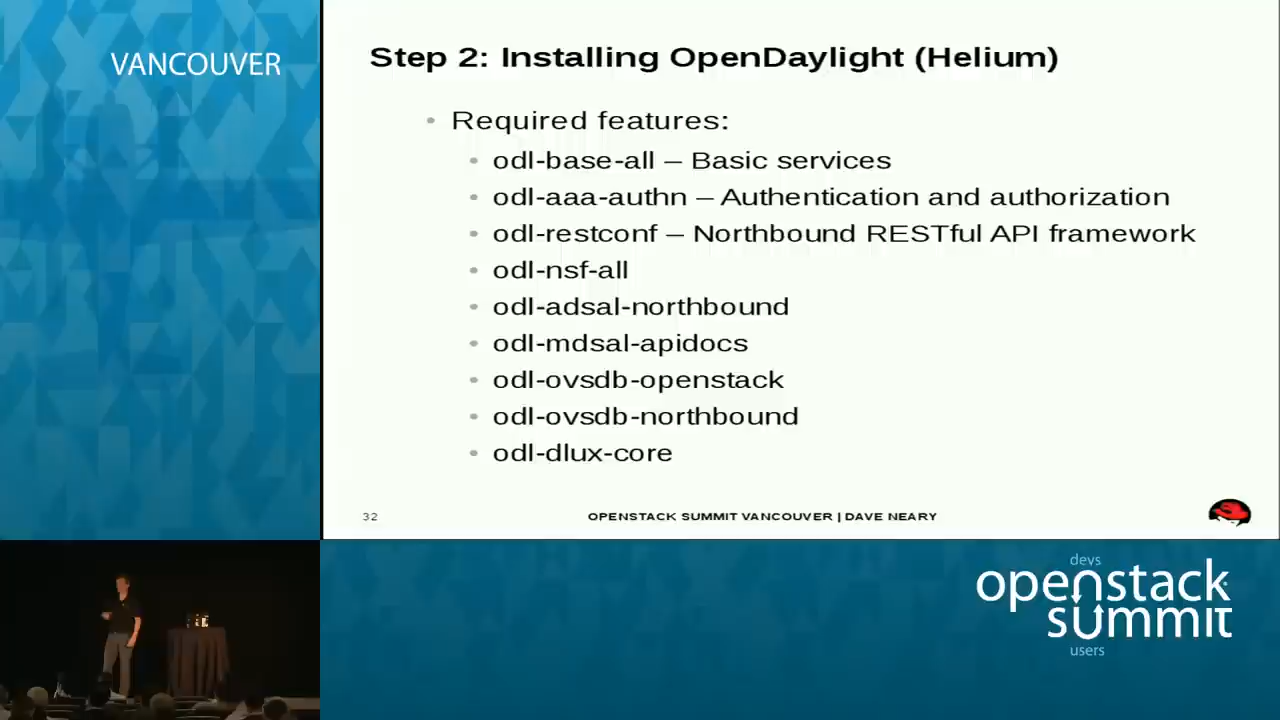 VANCOUVER
Step 2: Installing OpenDaylight (Helium)
• Required features:
• odl-base-all – Basic services
• odl-aaa-authn – Authentication and authorization
• odl-restconf – Northbound RESTful API framework
• odl-nsf-all
• odl-adsal-northbound
• odl-mdsal-apidocs
• odl-ovsdb-openstack
• odl-ovsdb-northbound
• odl-dlux-core
32
OPENSTACK SUMMIT VANCOUVER | DAVE NEARY
devs
openstack
summit
users